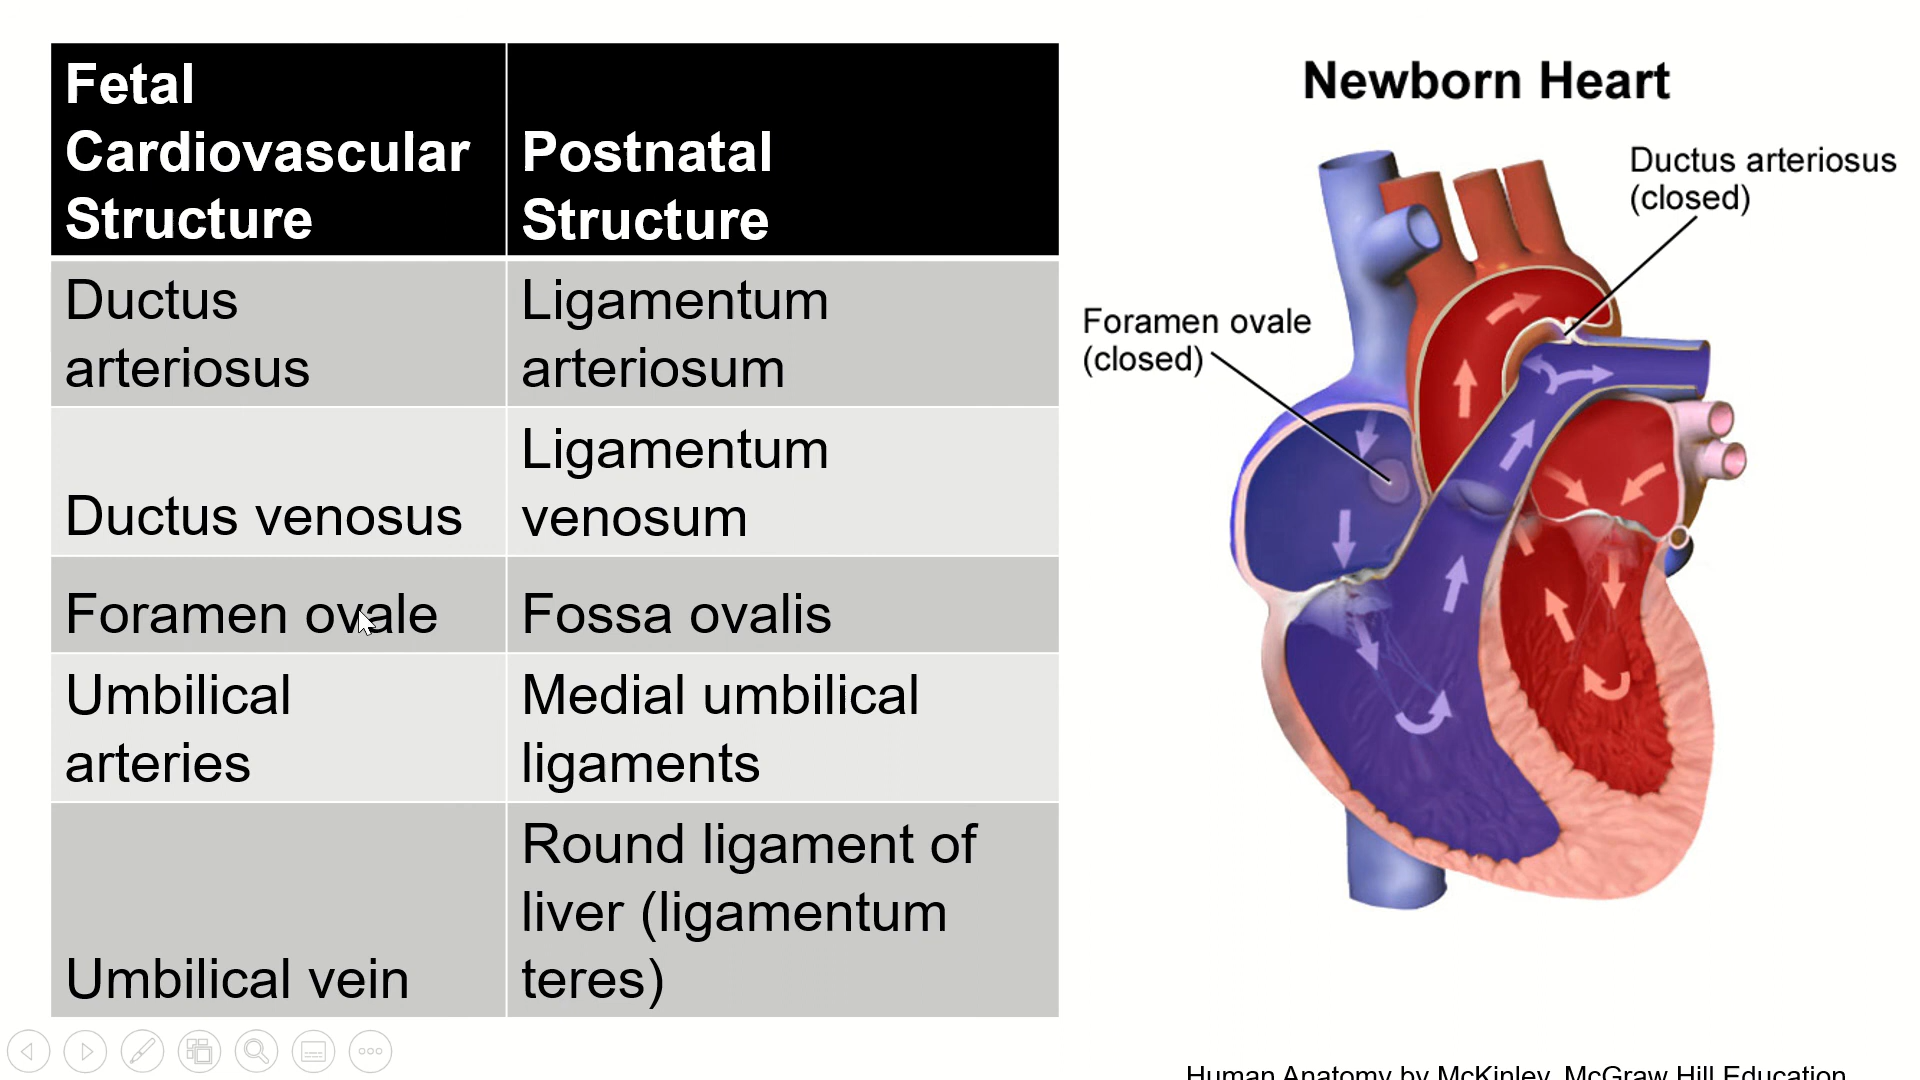 Fetal
Cardiovascular
Structure
Postnatal
Structure
Ductus
arteriosus
Ligamentum
arteriosum
Ductus venosus
Ligamentum
venosum
Foramen ovale
Fossa ovalis
Umbilical
arteries
Medial umbilical
ligaments
Umbilical vein
Round ligament of
liver (ligamentum
teres)
Newborn Heart
Ductus arteriosus
(closed)
Foramen ovale
(closed)
Human Anatomy by McKinley, McGraw Hill Education